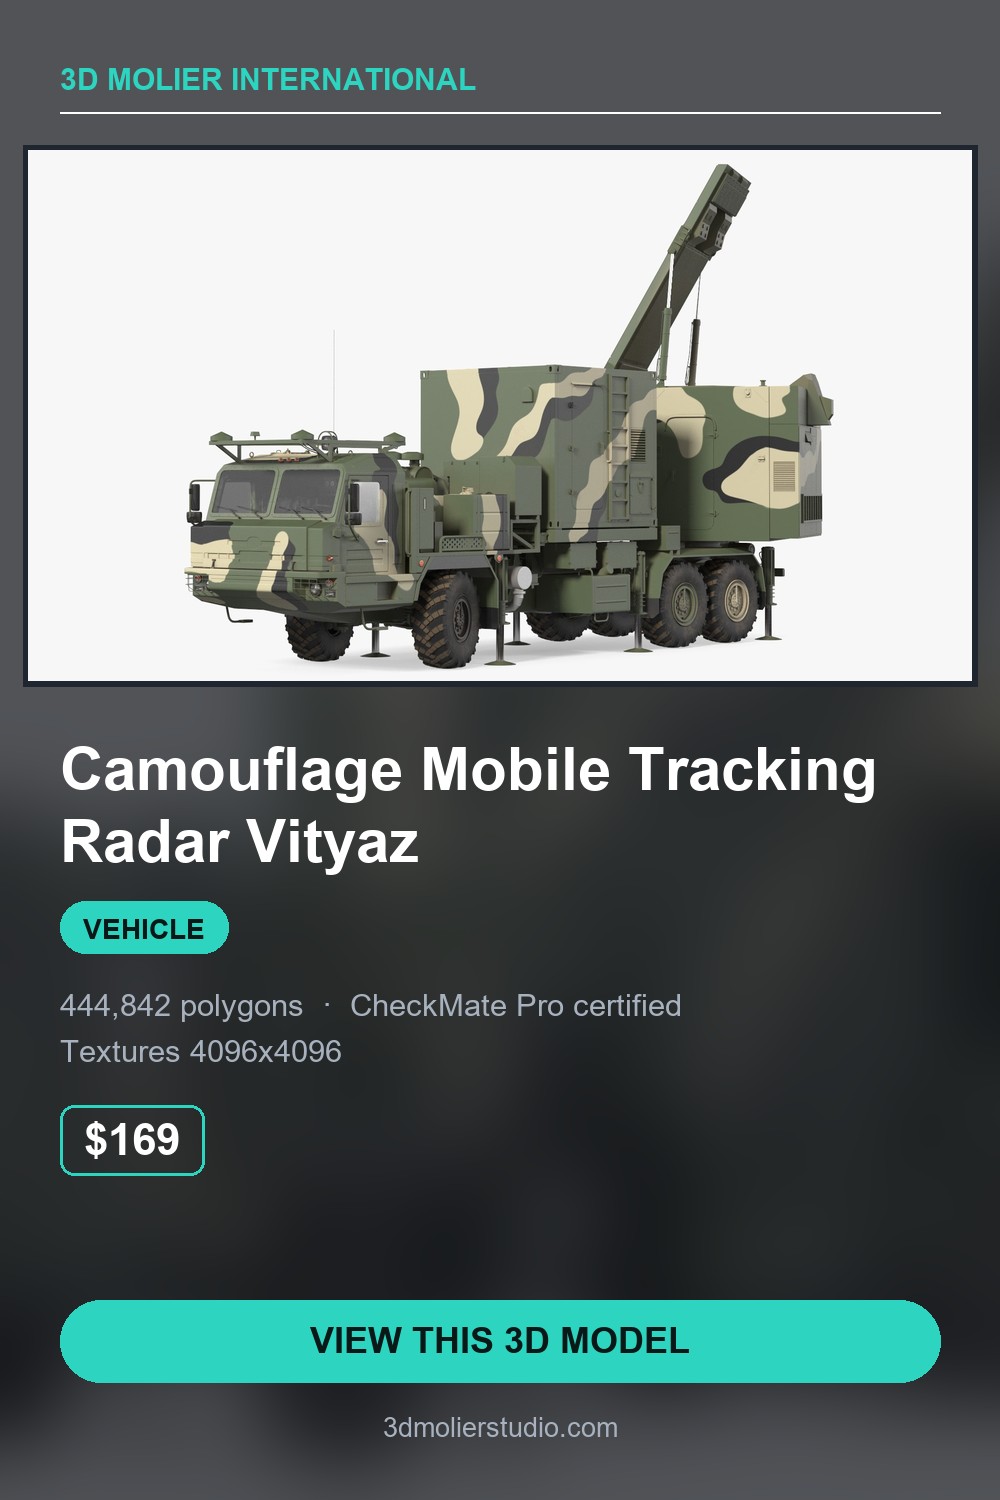 3D MOLIER INTERNATIONAL
Camouflage Mobile Tracking
Radar Vityaz
VEHICLE
444,842 polygons · CheckMate Pro certified
Textures 4096x4096
$169
VIEW THIS 3D MODEL
3dmolierstudio.com